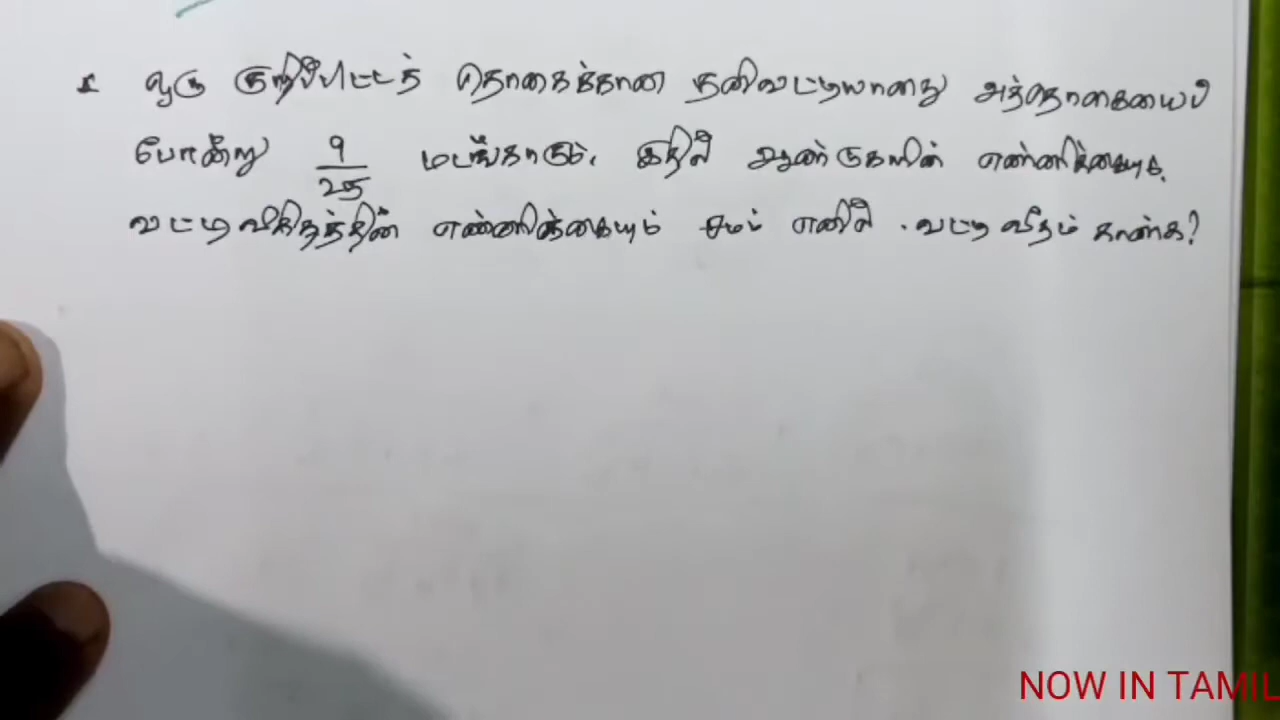 ஒரு குறிப்பிட்டத் தொகைக்கான தனிவட்டியானது அத்தொகையைப்
போன்று 9/25 மடங்காகும். இதில் ஆண்டுகளின் எண்ணிக்கையும்
வட்டி விகிதத்தின் எண்ணிக்கையும் சமம் எனில் . வட்டி வீதம் காண்க?
NOW IN TAMIL